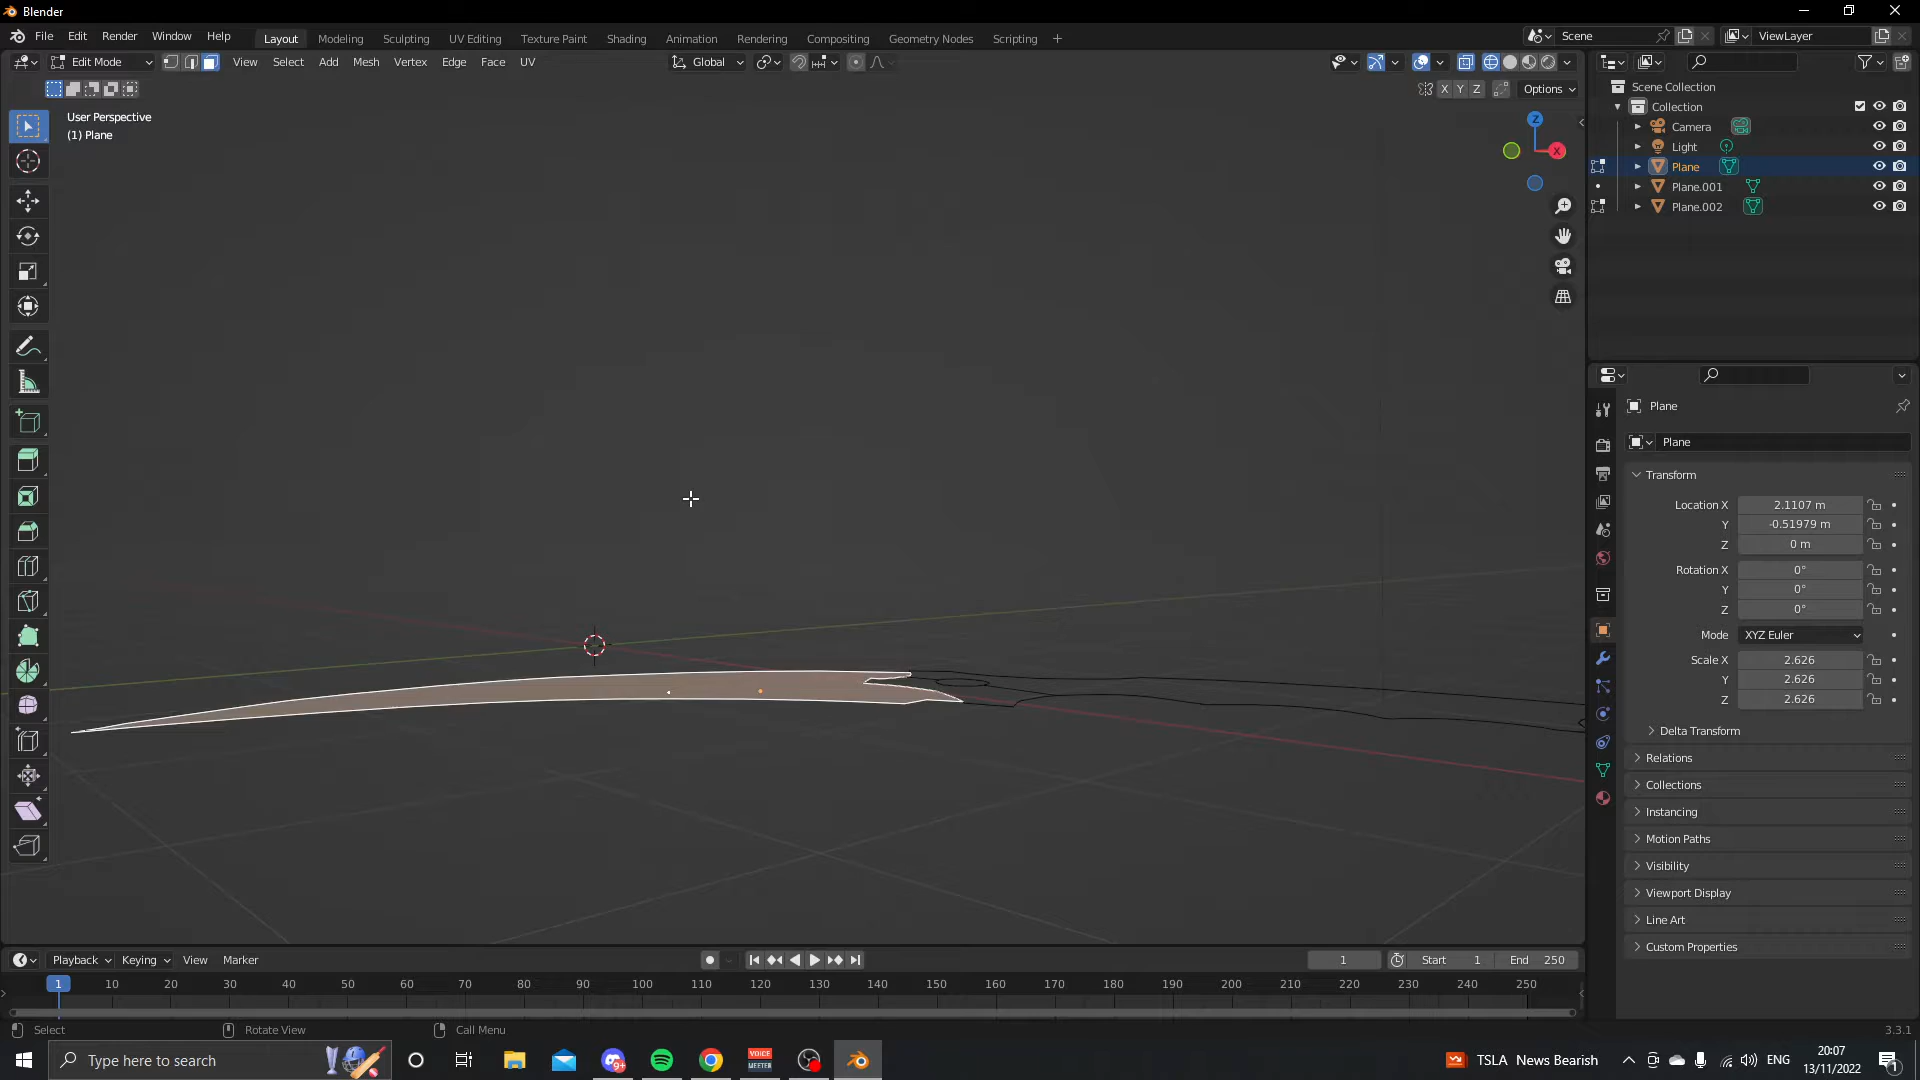 Blender
File Edit Render Window Help
Layout Modeling Sculpting UV Editing Texture Paint Shading Animation Rendering Compositing Geometry Nodes Scripting +
Scene
ViewLayer
Edit Mode View Select Add Mesh Vertex Edge Face UV
Global
X Y Z Options
User Perspective
(1) Plane
Z
X
Scene Collection
Collection
Camera
Light
Plane
Plane.001
Plane.002
Plane
Plane
Transform
Location X 2.1107 m
Y -0.51979 m
Z 0 m
Rotation X 0°
Y 0°
Z 0°
Mode XYZ Euler
Scale X 2.626
Y 2.626
Z 2.626
Delta Transform
Relations
Collections
Instancing
Motion Paths
Visibility
Viewport Display
Line Art
Custom Properties
Playback Keying View Marker
1 Start 1 End 250
1 10 20 30 40 50 60 70 80 90 100 110 120 130 140 150 160 170 180 190 200 210 220 230 240 250
Select Rotate View Call Menu
3.3.1
Type here to search
9+
VOICE
MEETER
TSLA News Bearish
ENG
20:07
13/11/2022
1